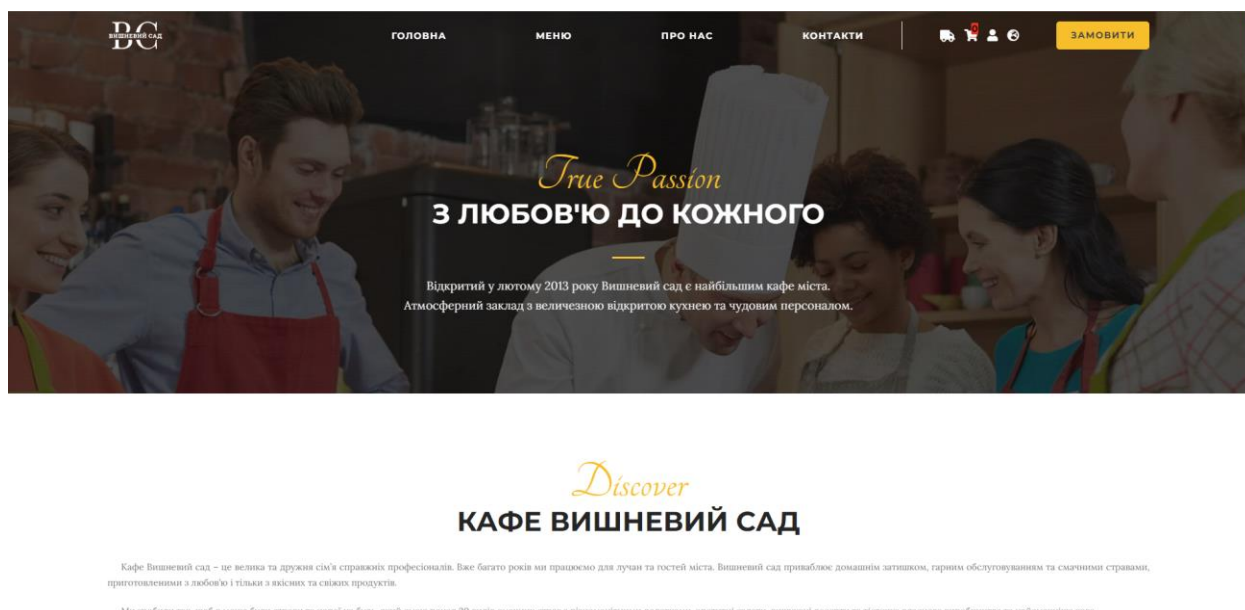 ВС
ВИШНЕВИЙ САД
ГОЛОВНА МЕНЮ ПРО НАС КОНТАКТИ 0 ЗАМОВИТИ
True Passion
З ЛЮБОВ'Ю ДО КОЖНОГО
Відкритий у лютому 2013 року Вишневий сад є найбільшим кафе міста.
Атмосферний заклад з величезною відкритою кухнею та чудовим персоналом.
Discover
КАФЕ ВИШНЕВИЙ САД
Кафе Вишневий сад – це велика та дружня сім'я справжніх професіоналів. Вже багато років ми працюємо для лучан та гостей міста. Вишневий сад приваблює домашнім затишком, гарним обслуговуванням та смачними стравами,
приготовленими з любов'ю і тільки з якісних та свіжих продуктів.